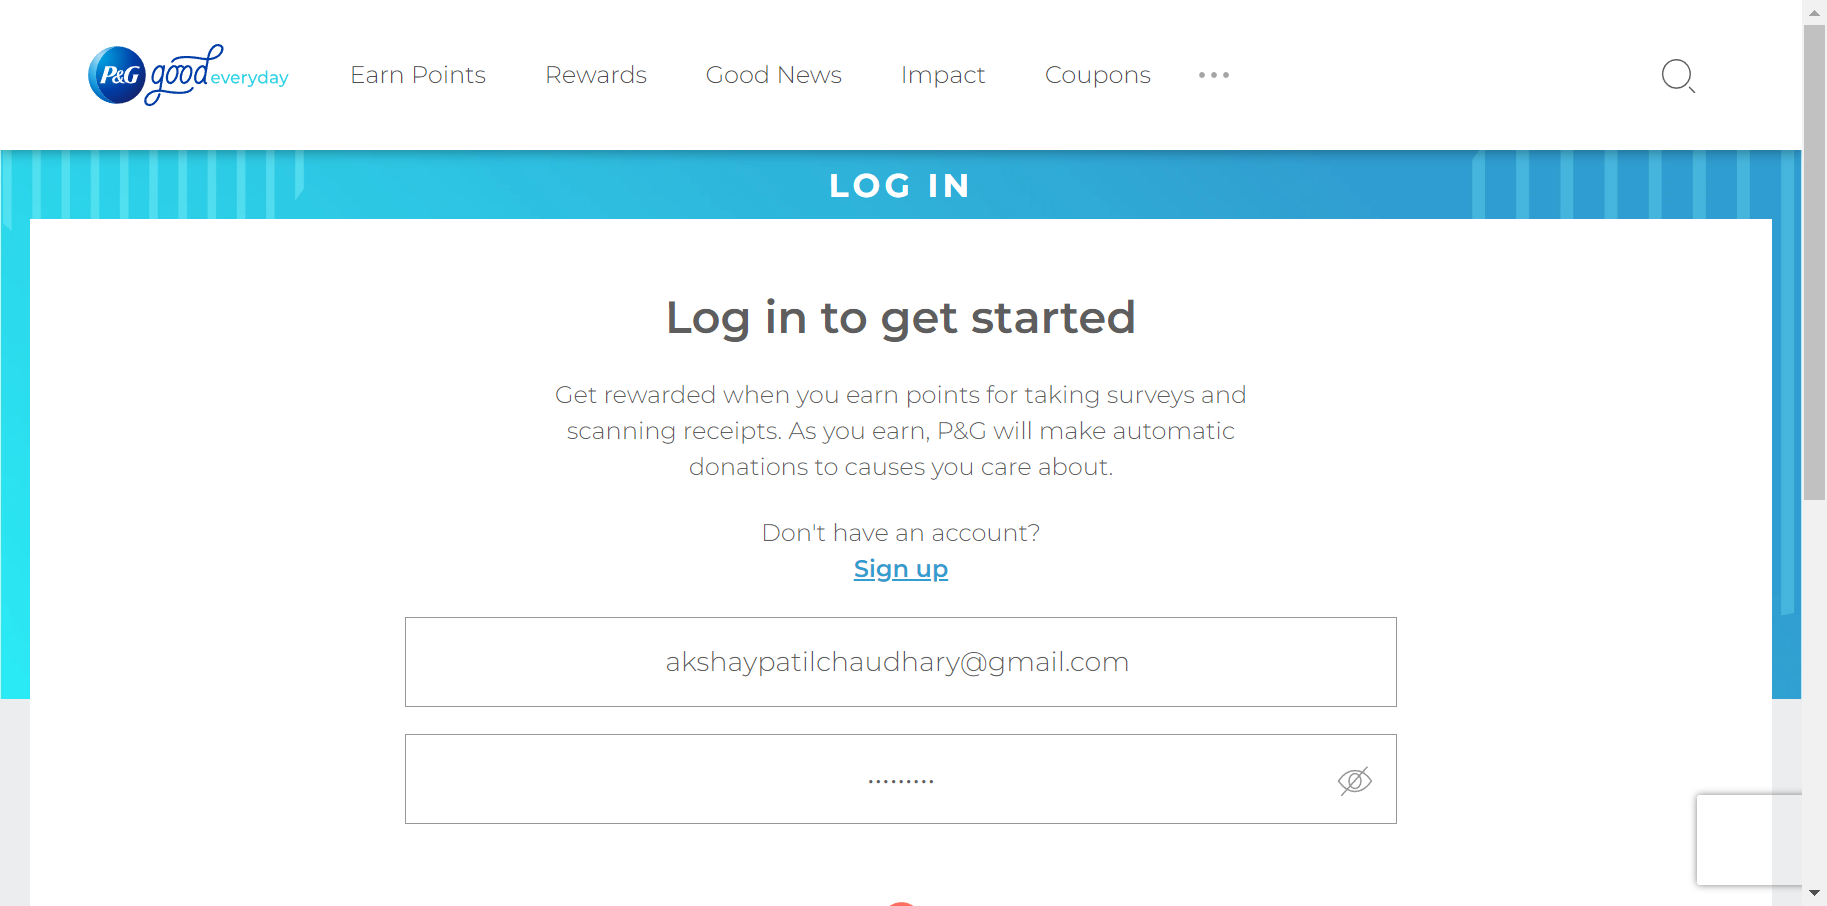 P&G good everyday
Earn Points
Rewards
Good News
Impact
Coupons
LOG IN
Log in to get started
Get rewarded when you earn points for taking surveys and
scanning receipts. As you earn, P&G will make automatic
donations to causes you care about.
Don't have an account?
Sign up
akshaypatilchaudhary@gmail.com